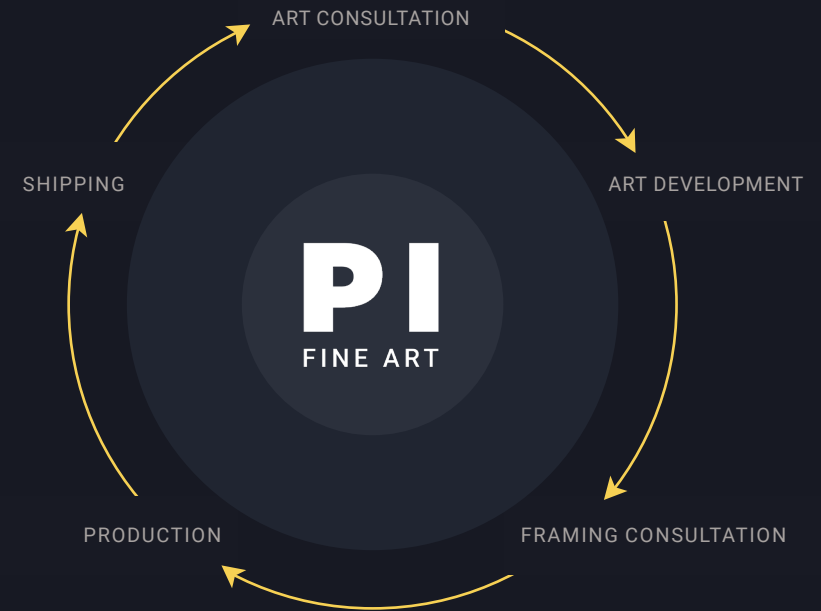 ART CONSULTATION
SHIPPING
ART DEVELOPMENT
PI
FINE ART
PRODUCTION
FRAMING CONSULTATION